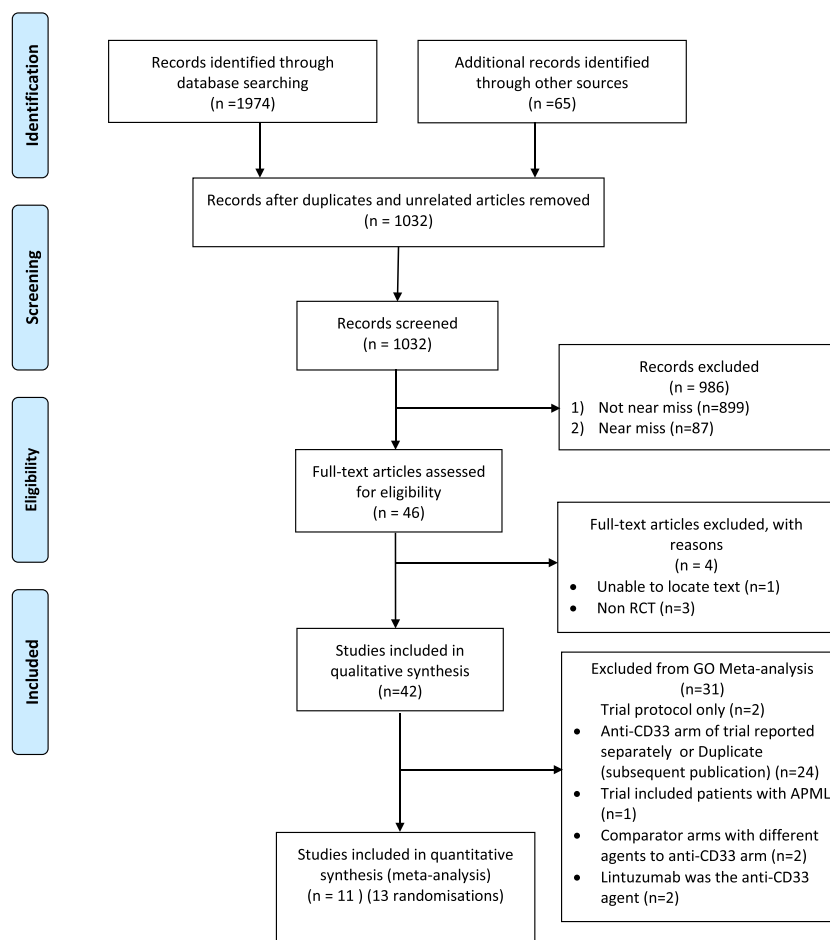 Identification
Records identified through
database searching
(n =1974)
Additional records identified
through other sources
(n =65)
Records after duplicates and unrelated articles removed
(n = 1032)
Screening
Records screened
(n = 1032)
Records excluded
(n = 986)
1) Not near miss (n=899)
2) Near miss (n=87)
Eligibility
Full-text articles assessed
for eligibility
(n = 46)
Full-text articles excluded, with
reasons
(n = 4)
• Unable to locate text (n=1)
• Non RCT (n=3)
Included
Studies included in
qualitative synthesis
(n=42)
Excluded from GO Meta-analysis
(n=31)
Trial protocol only (n=2)
• Anti-CD33 arm of trial reported
separately or Duplicate
(subsequent publication) (n=24)
• Trial included patients with APML
(n=1)
• Comparator arms with different
agents to anti-CD33 arm (n=2)
• Lintuzumab was the anti-CD33
agent (n=2)
Studies included in quantitative
synthesis (meta-analysis)
(n = 11 ) (13 randomisations)